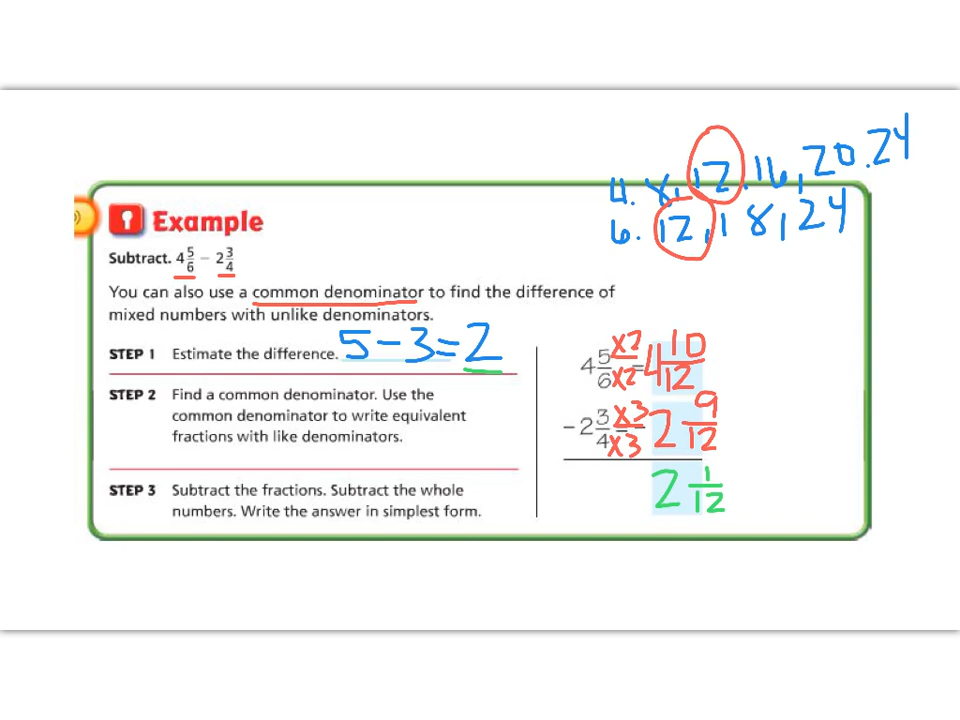 4. 8, 12. 16, 20. 24
6. 12, 18, 24
Example
Subtract. 4 5/6 − 2 3/4
You can also use a common denominator to find the difference of
mixed numbers with unlike denominators.
STEP 1 Estimate the difference. 5 − 3 = 2
STEP 2 Find a common denominator. Use the
common denominator to write equivalent
fractions with like denominators.
STEP 3 Subtract the fractions. Subtract the whole
numbers. Write the answer in simplest form.
4 5/6 x2/x2 = 4 10/12
− 2 3/4 x3/x3 = 2 9/12
2 1/12